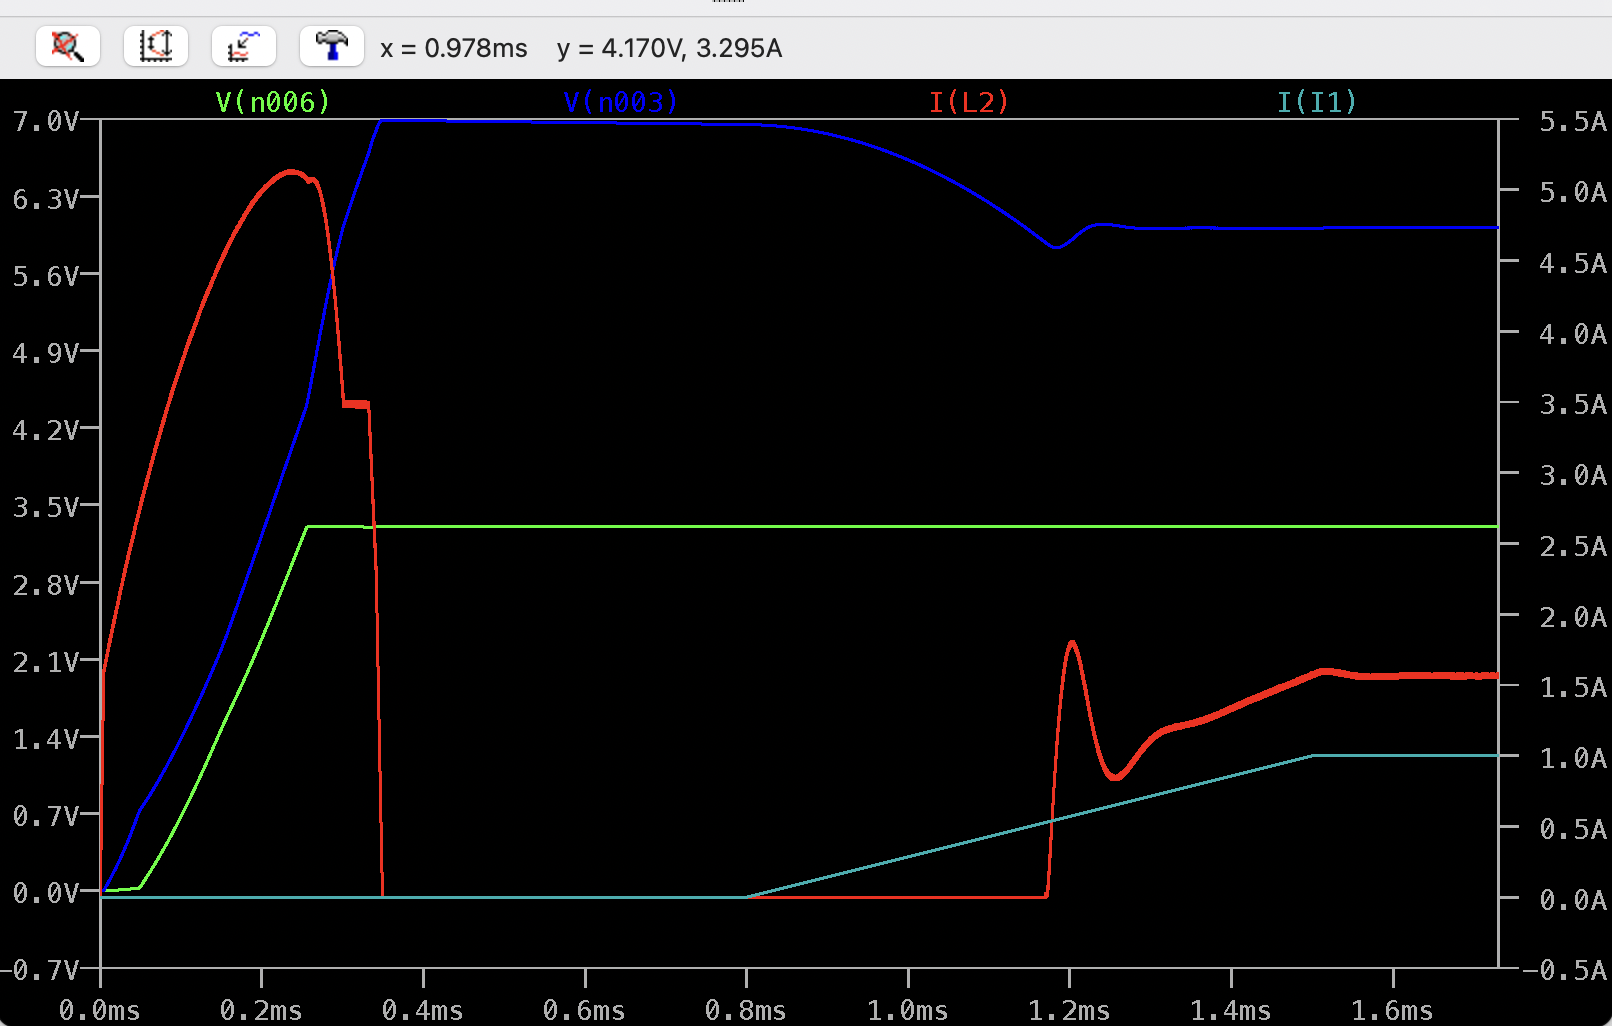 x = 0.978ms y = 4.170V, 3.295A
V(n006) V(n003) I(L2) I(I1)
7.0V 5.5A
6.3V 5.0A
5.6V 4.5A
4.9V 4.0A
4.2V 3.5A
3.5V 3.0A
2.8V 2.5A
2.1V 2.0A
1.4V 1.5A
0.7V 1.0A
0.0V 0.5A
-0.7V 0.0A
-0.5A
0.0ms 0.2ms 0.4ms 0.6ms 0.8ms 1.0ms 1.2ms 1.4ms 1.6ms